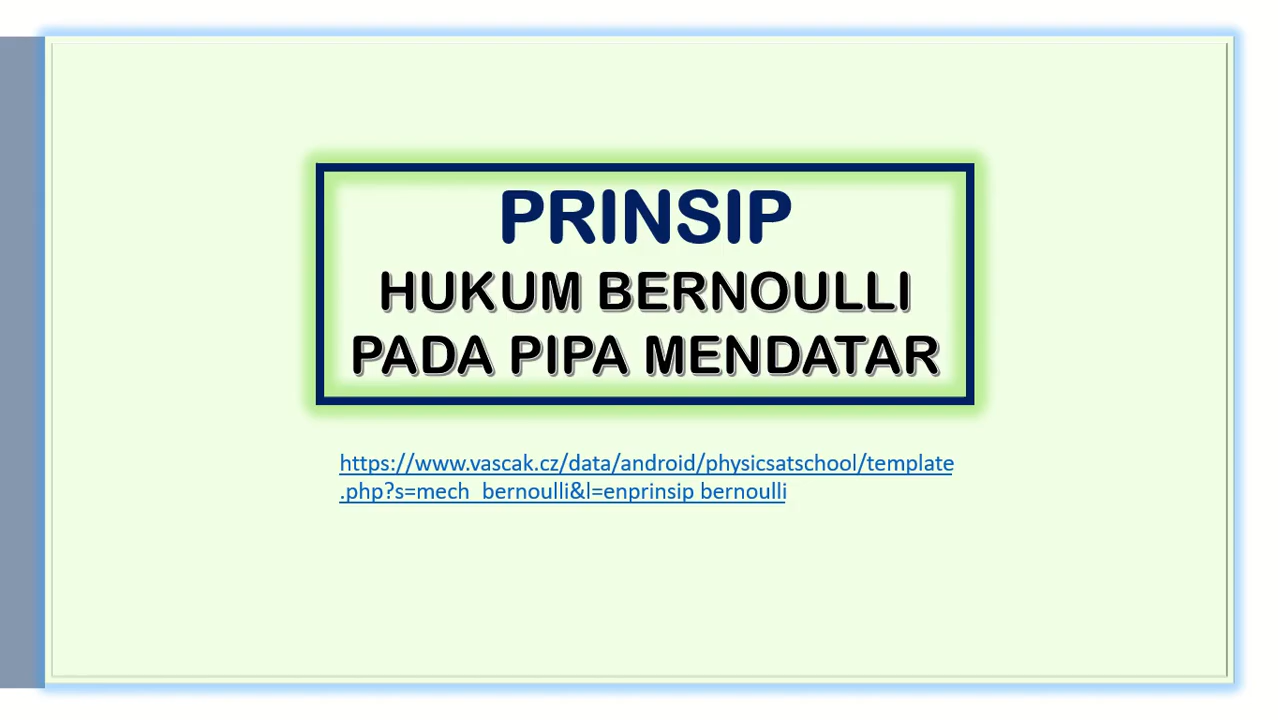 PRINSIP
HUKUM BERNOULLI
PADA PIPA MENDATAR
https://www.vascak.cz/data/android/physicsatschool/template
.php?s=mech_bernoulli&l=enprinsip bernoulli